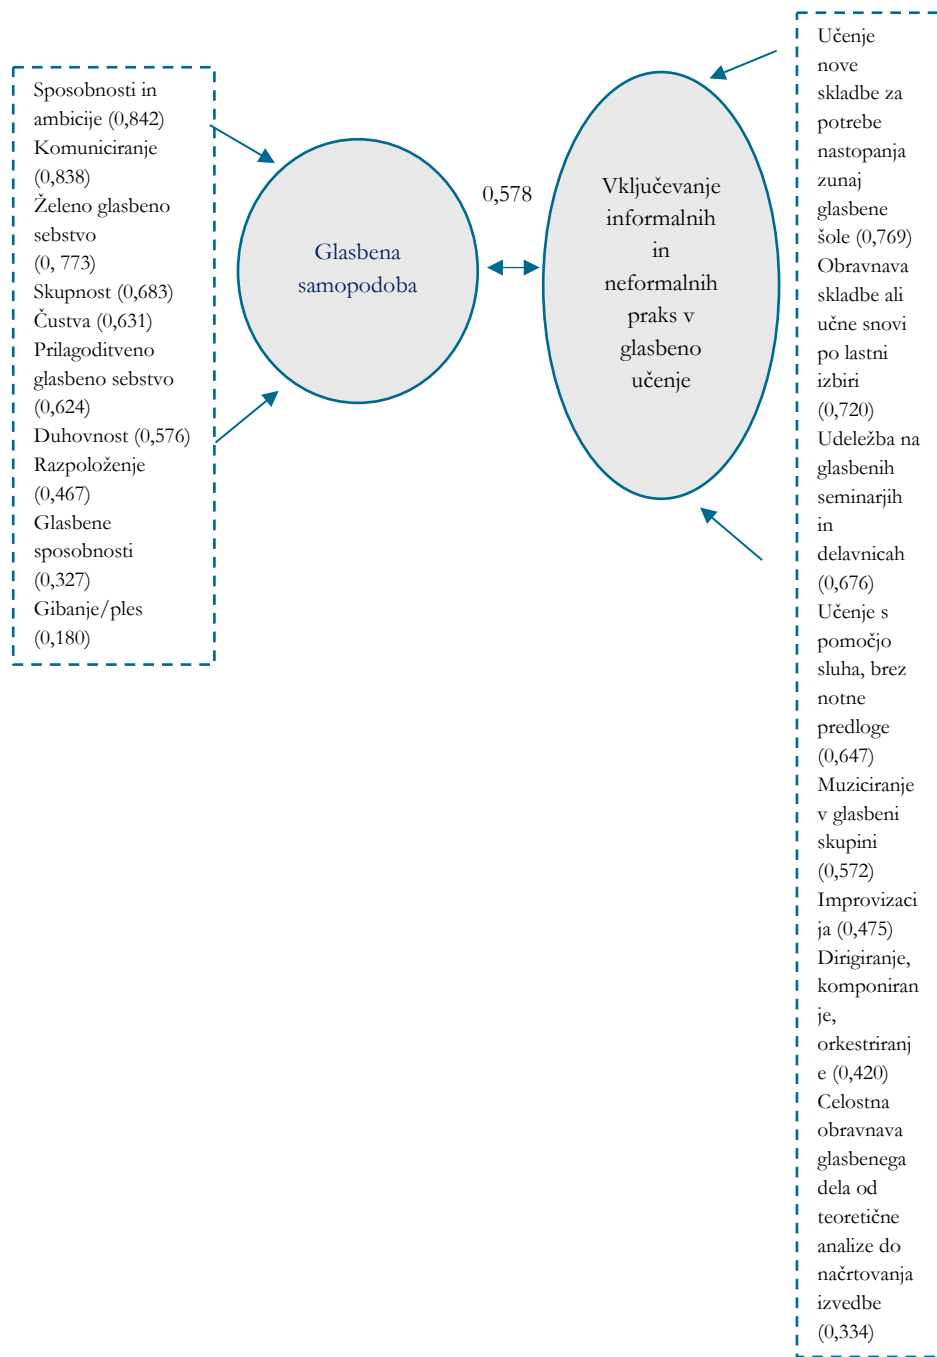 Sposobnosti in
ambicije (0,842)
Komuniciranje
(0,838)
Želeno glasbeno
sebstvo
(0, 773)
Skupnost (0,683)
Čustva (0,631)
Prilagoditveno
glasbeno sebstvo
(0,624)
Duhovnost (0,576)
Razpoloženje
(0,467)
Glasbene
sposobnosti
(0,327)
Gibanje/ples
(0,180)
Glasbena
samopodoba
0,578
Vključevanje
informalnih
in
neformalnih
praks v
glasbeno
učenje
Učenje
nove
skladbe za
potrebe
nastopanja
zunaj
glasbene
šole (0,769)
Obravnava
skladbe ali
učne snovi
po lastni
izbiri
(0,720)
Udeležba na
glasbenih
seminarjih
in
delavnicah
(0,676)
Učenje s
pomočjo
sluha, brez
notne
predloge
(0,647)
Muziciranje
v glasbeni
skupini
(0,572)
Improvizaci
ja (0,475)
Dirigiranje,
komponiran
je,
orkestriranj
e (0,420)
Celostna
obravnava
glasbenega
dela od
teoretične
analize do
načrtovanja
izvedbe
(0,334)